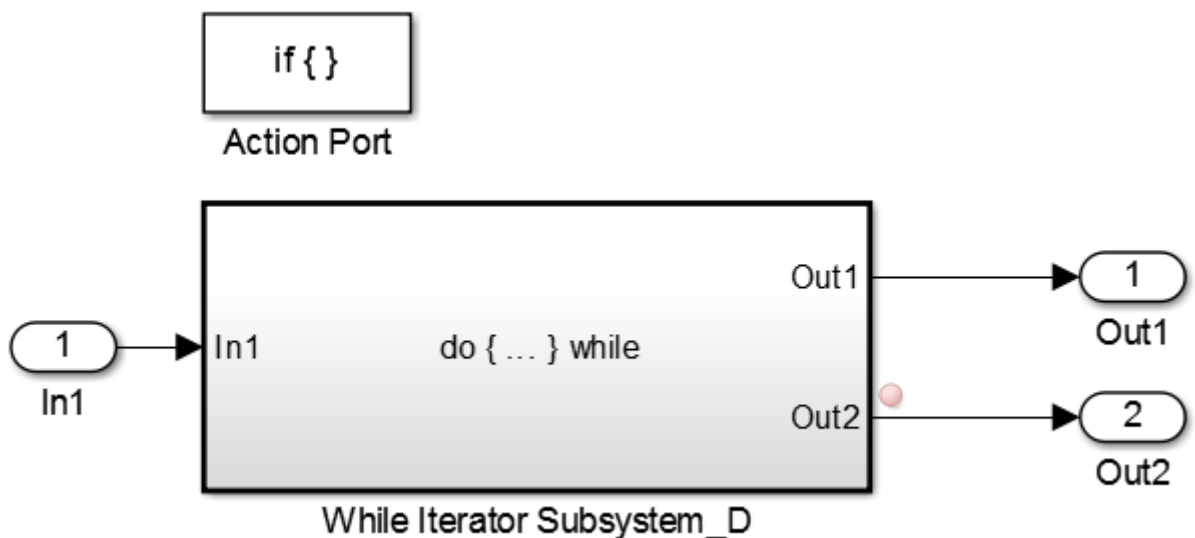 if { }
Action Port
1
In1
In1
do { ... } while
Out1
Out2
1
Out1
2
Out2
While Iterator Subsystem_D